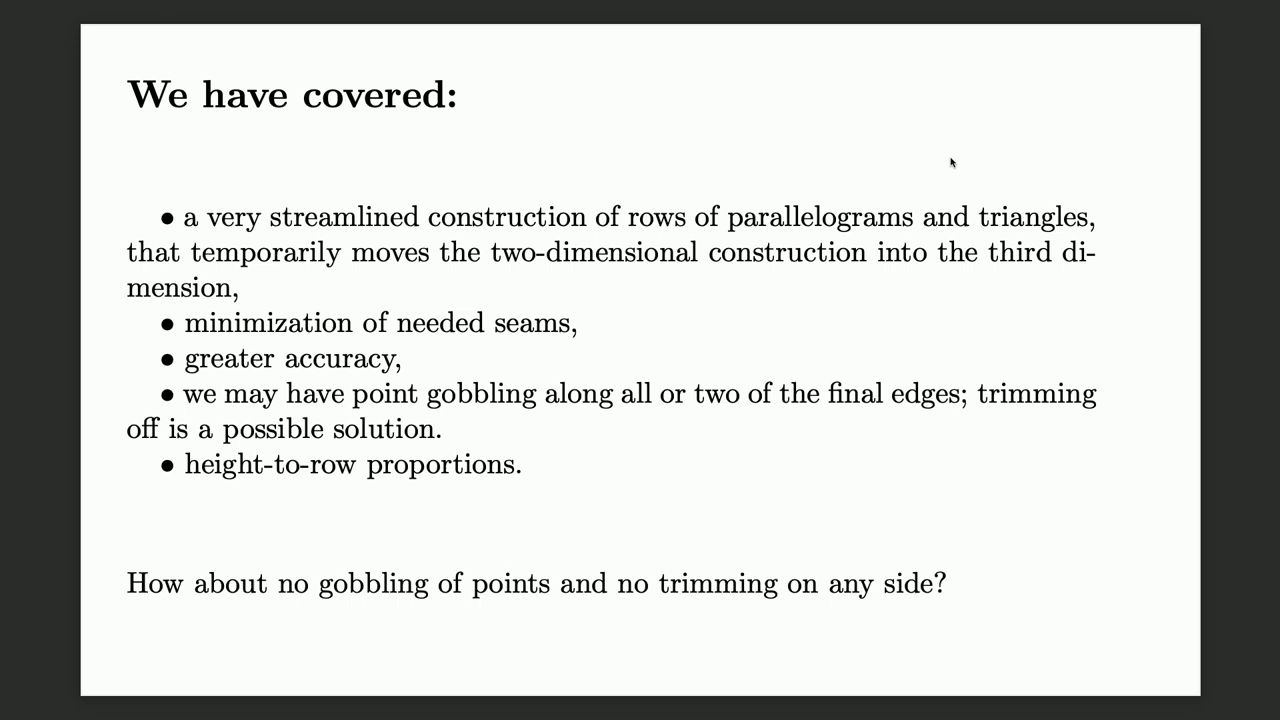 We have covered:
• a very streamlined construction of rows of parallelograms and triangles,
that temporarily moves the two-dimensional construction into the third di-
mension,
• minimization of needed seams,
• greater accuracy,
• we may have point gobbling along all or two of the final edges; trimming
off is a possible solution.
• height-to-row proportions.
How about no gobbling of points and no trimming on any side?